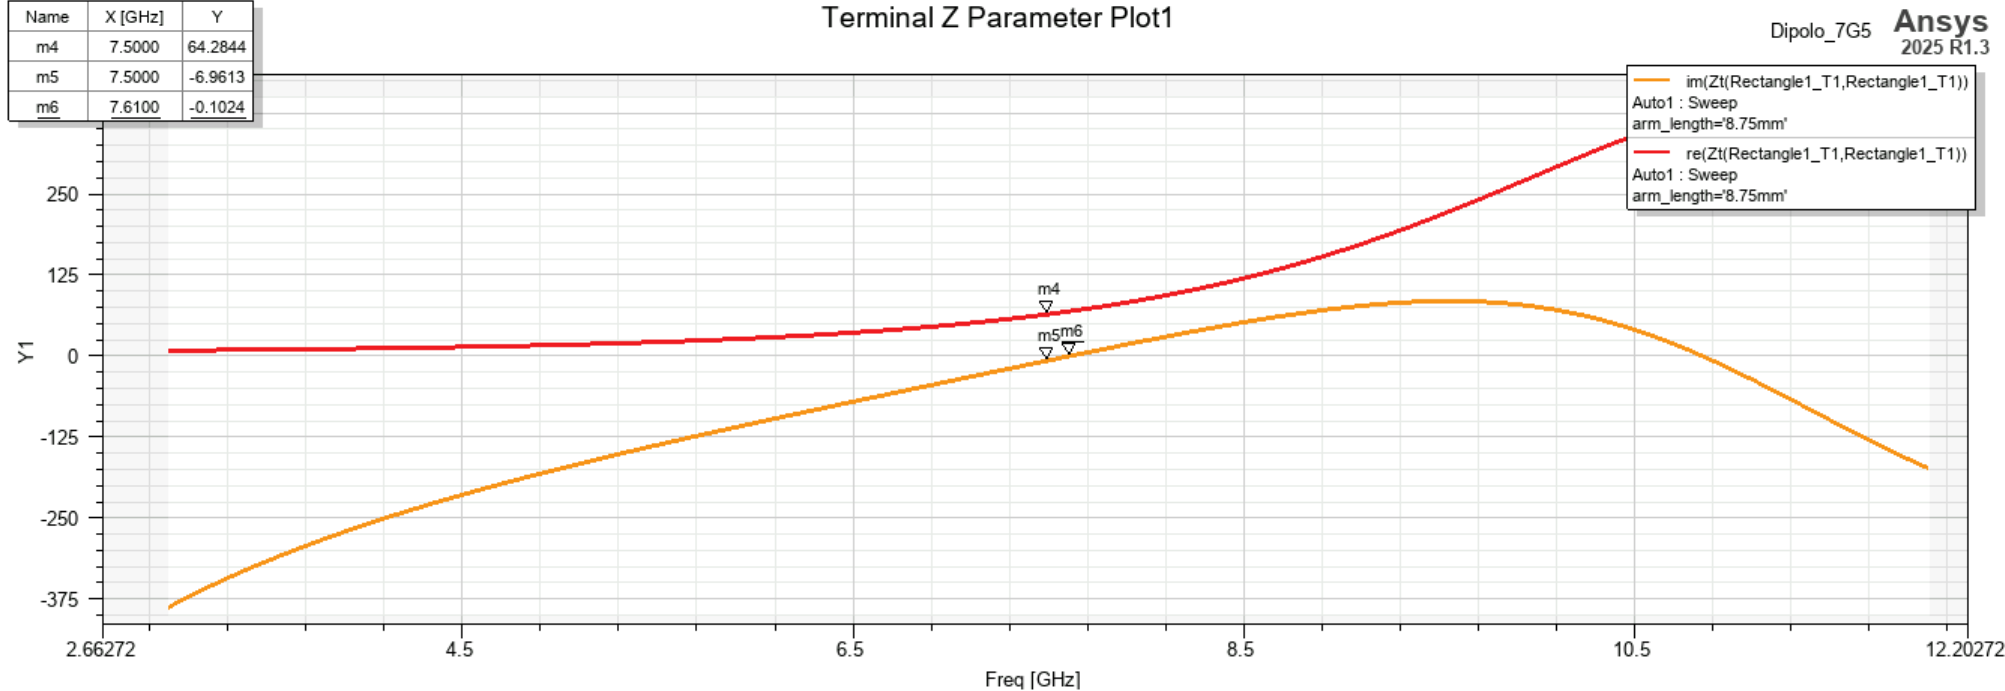 Terminal Z Parameter Plot1
Dipolo_7G5
Ansys
2025 R1.3
Name X [GHz] Y
m4 7.5000 64.2844
m5 7.5000 -6.9613
m6 7.6100 -0.1024
im(Zt(Rectangle1_T1,Rectangle1_T1))
Auto1 : Sweep
arm_length='8.75mm'
re(Zt(Rectangle1_T1,Rectangle1_T1))
Auto1 : Sweep
arm_length='8.75mm'
Y1
250
125
0
-125
-250
-375
m4
m5 m6
2.66272 4.5 6.5 8.5 10.5 12.20272
Freq [GHz]